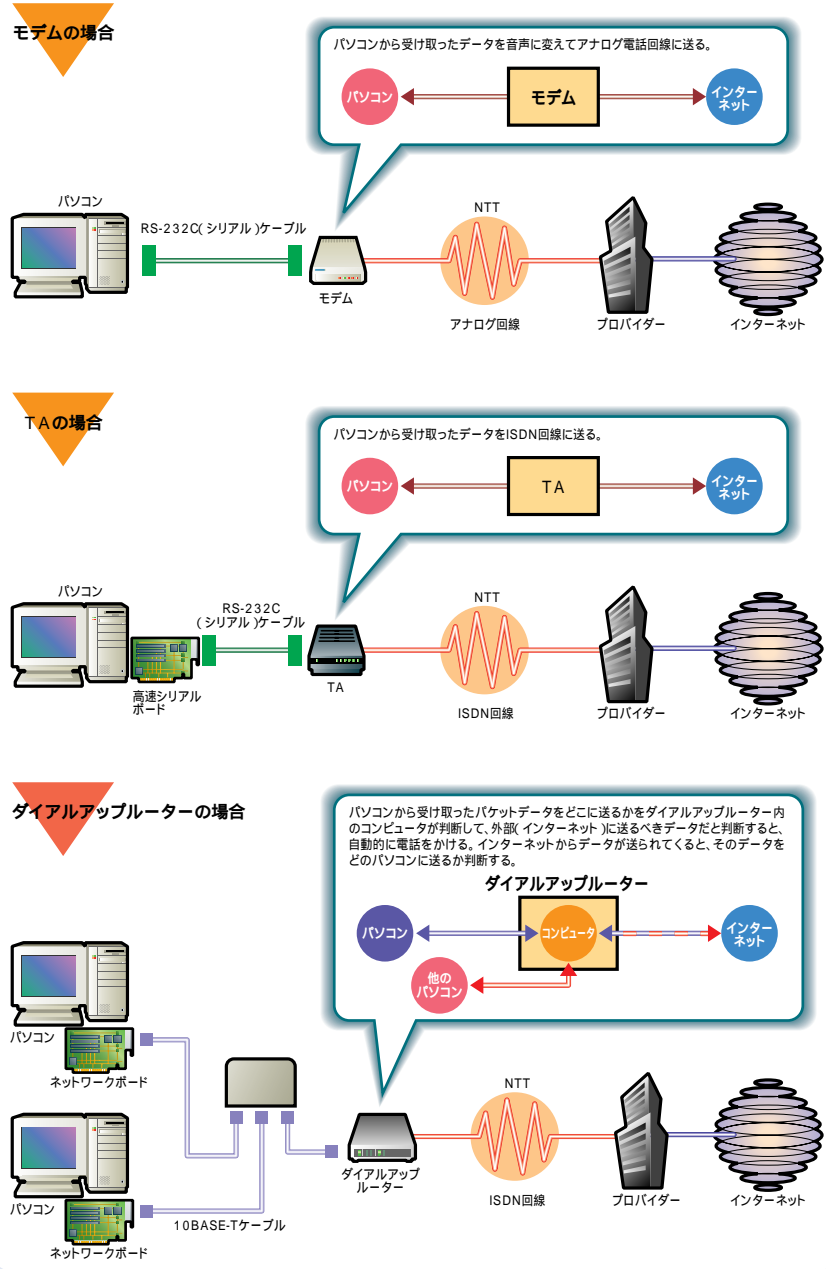 モデムの場合
パソコンから受け取ったデータを音声に変えてアナログ電話回線に送る。
パソコン
モデム
インター
ネット
パソコン
RS-232C(シリアル)ケーブル
モデム
NTT
アナログ回線
プロバイダー
インターネット
TAの場合
パソコンから受け取ったデータをISDN回線に送る。
パソコン
TA
インター
ネット
パソコン
高速シリアル
ボード
RS-232C
(シリアル)ケーブル
TA
NTT
ISDN回線
プロバイダー
インターネット
ダイアルアップルーターの場合
パソコンから受け取ったパケットデータをどこに送るかをダイアルアップルーター内
のコンピュータが判断して、外部(インターネット)に送るべきデータだと判断すると、
自動的に電話をかける。インターネットからデータが送られてくると、そのデータを
どのパソコンに送るか判断する。
ダイアルアップルーター
パソコン
コンピュータ
インター
ネット
他の
パソコン
パソコン
ネットワークボード
パソコン
ネットワークボード
10BASE-Tケーブル
ダイアルアップ
ルーター
NTT
ISDN回線
プロバイダー
インターネット